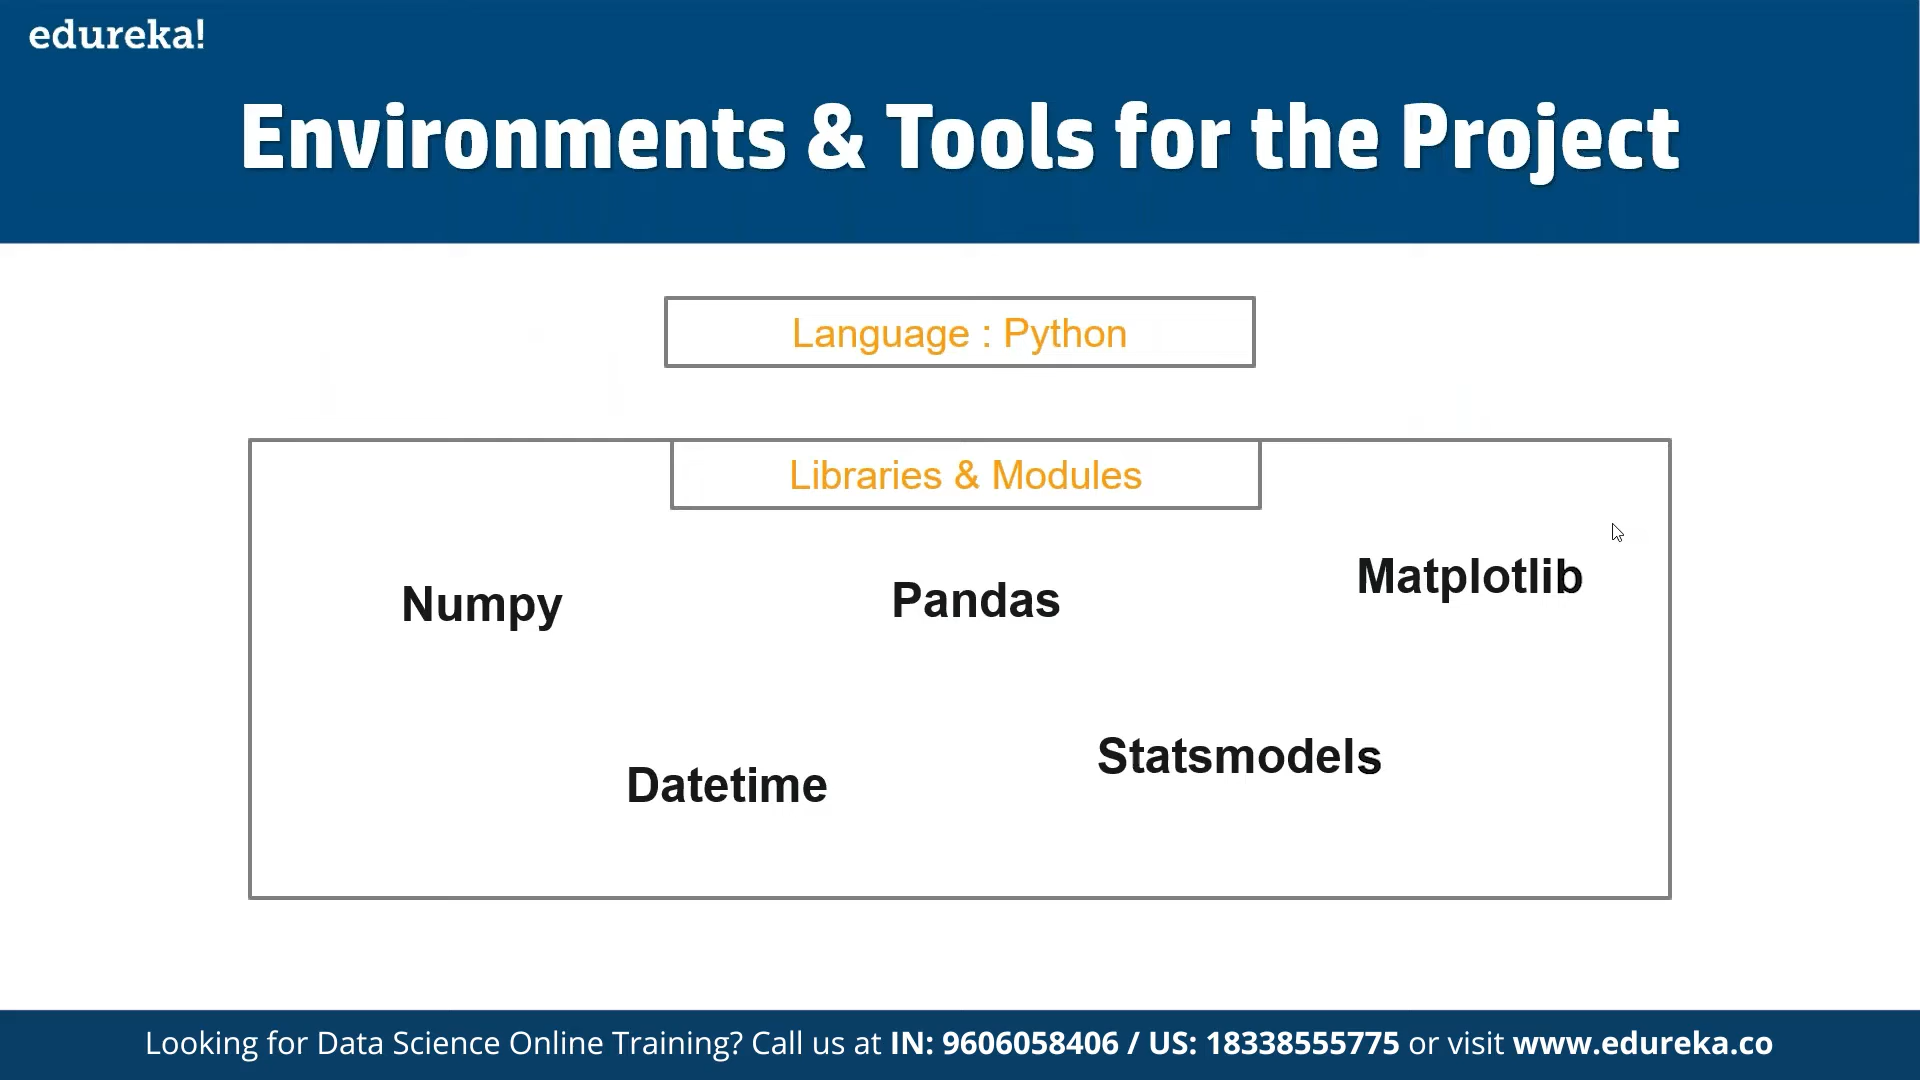 edureka!
Environments & Tools for the Project
Language : Python
Libraries & Modules
Numpy
Pandas
Matplotlib
Datetime
Statsmodels
Looking for Data Science Online Training? Call us at IN: 9606058406 / US: 18338555775 or visit www.edureka.co